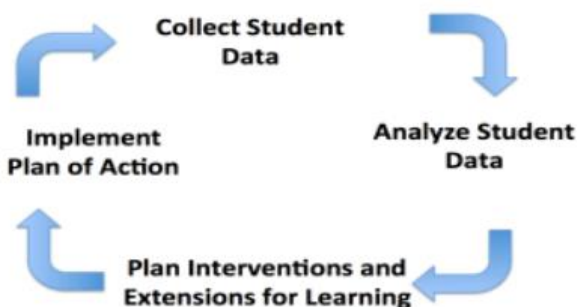 Collect Student
Data
Analyze Student
Data
Plan Interventions and
Extensions for Learning
Implement
Plan of Action